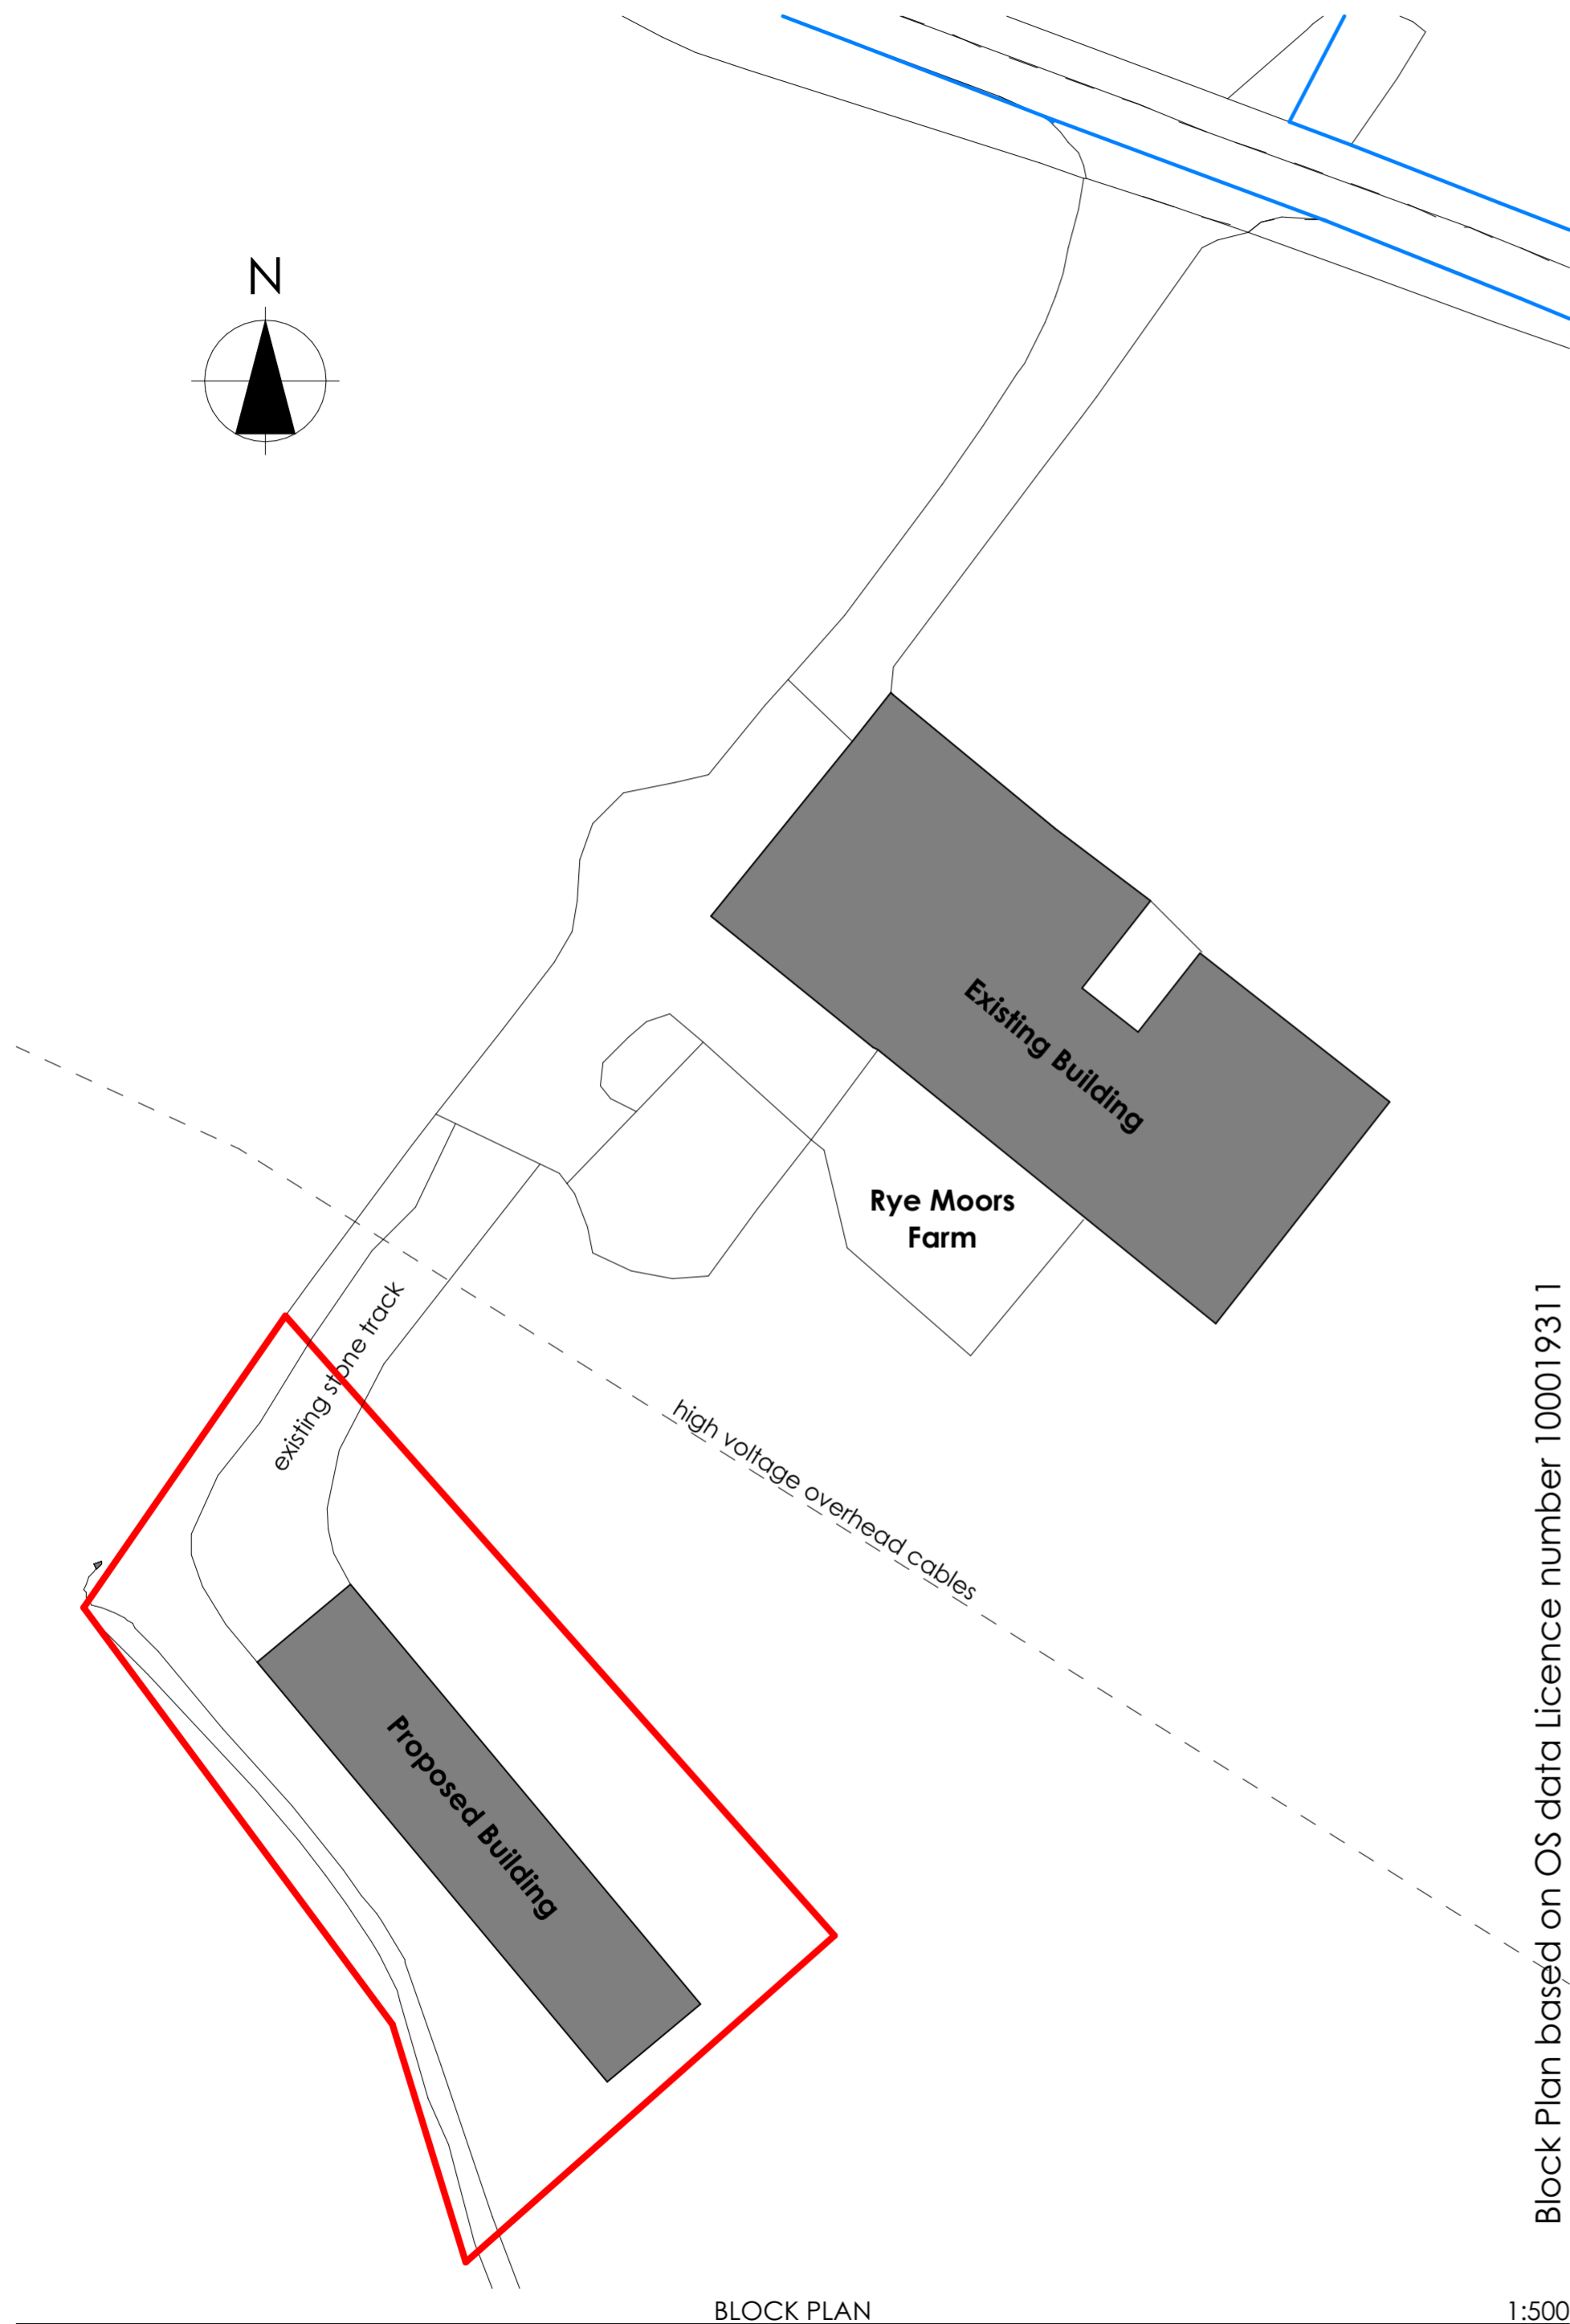 N
Existing Building
Rye Moors
Farm
existing stone track
high voltage overhead cables
Proposed Building
Block Plan based on OS data Licence number 100019311
BLOCK PLAN
1:500